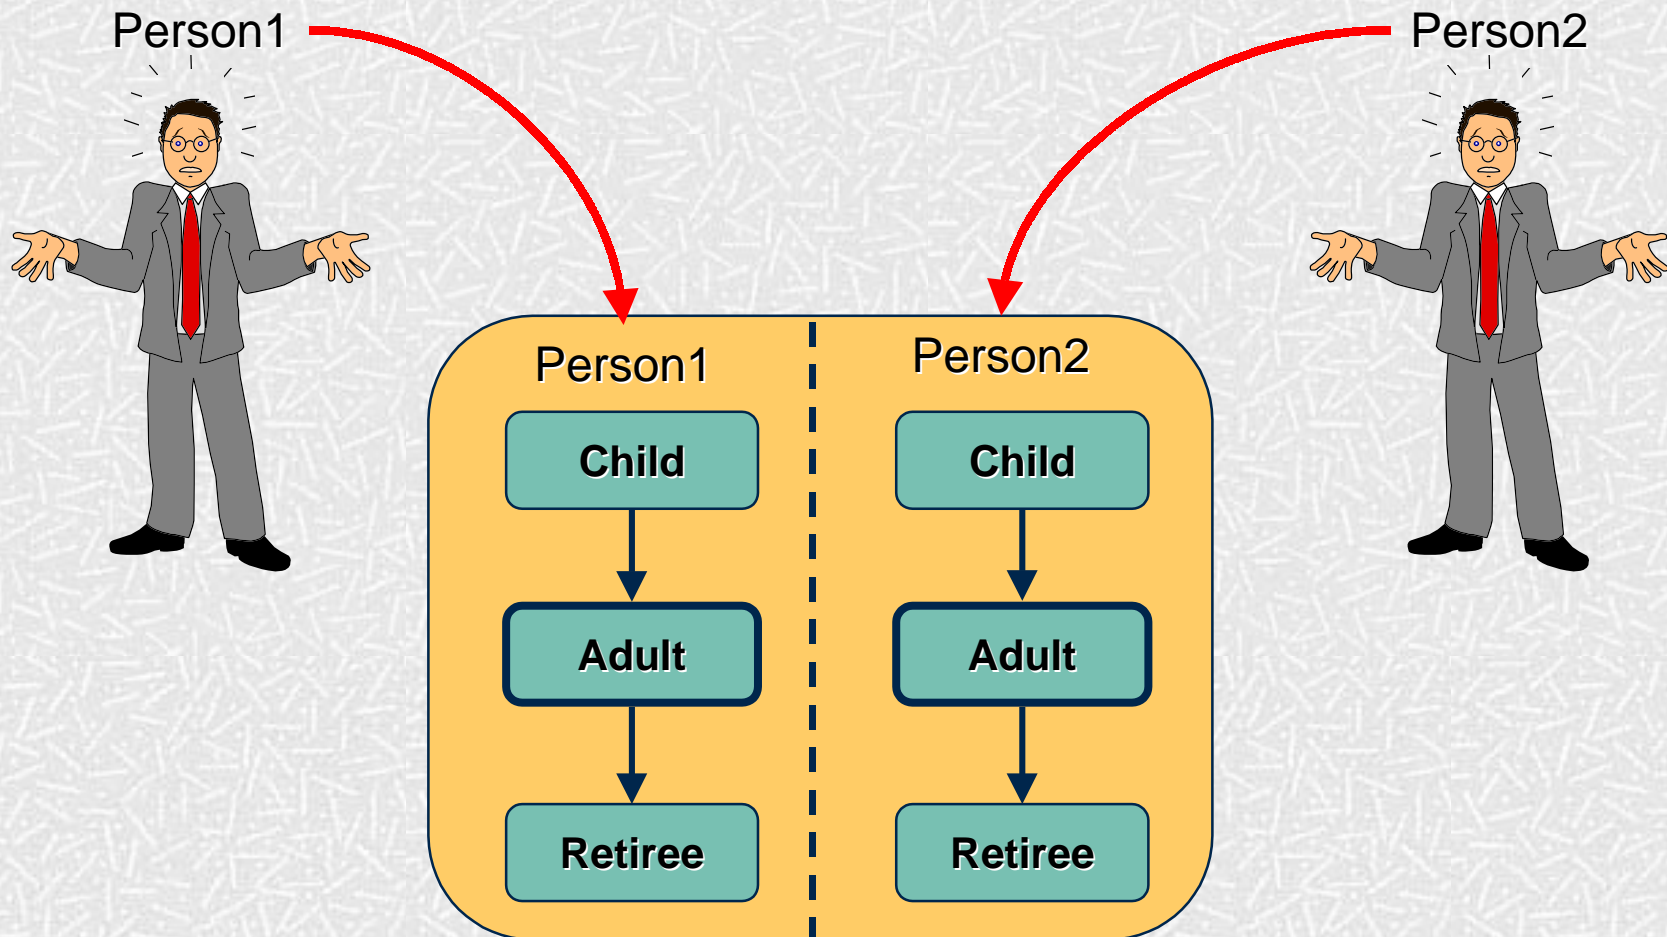 Person1
Person2
Person1
Person2
Child
Child
Adult
Adult
Retiree
Retiree